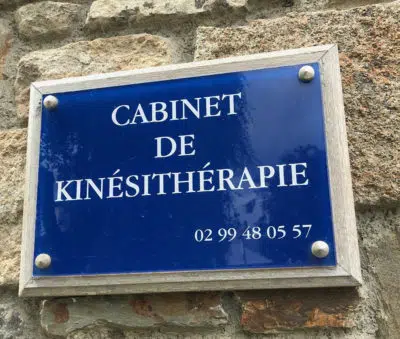 CABINET
DE
KINÉSITHÉRAPIE
02 99 48 05 57